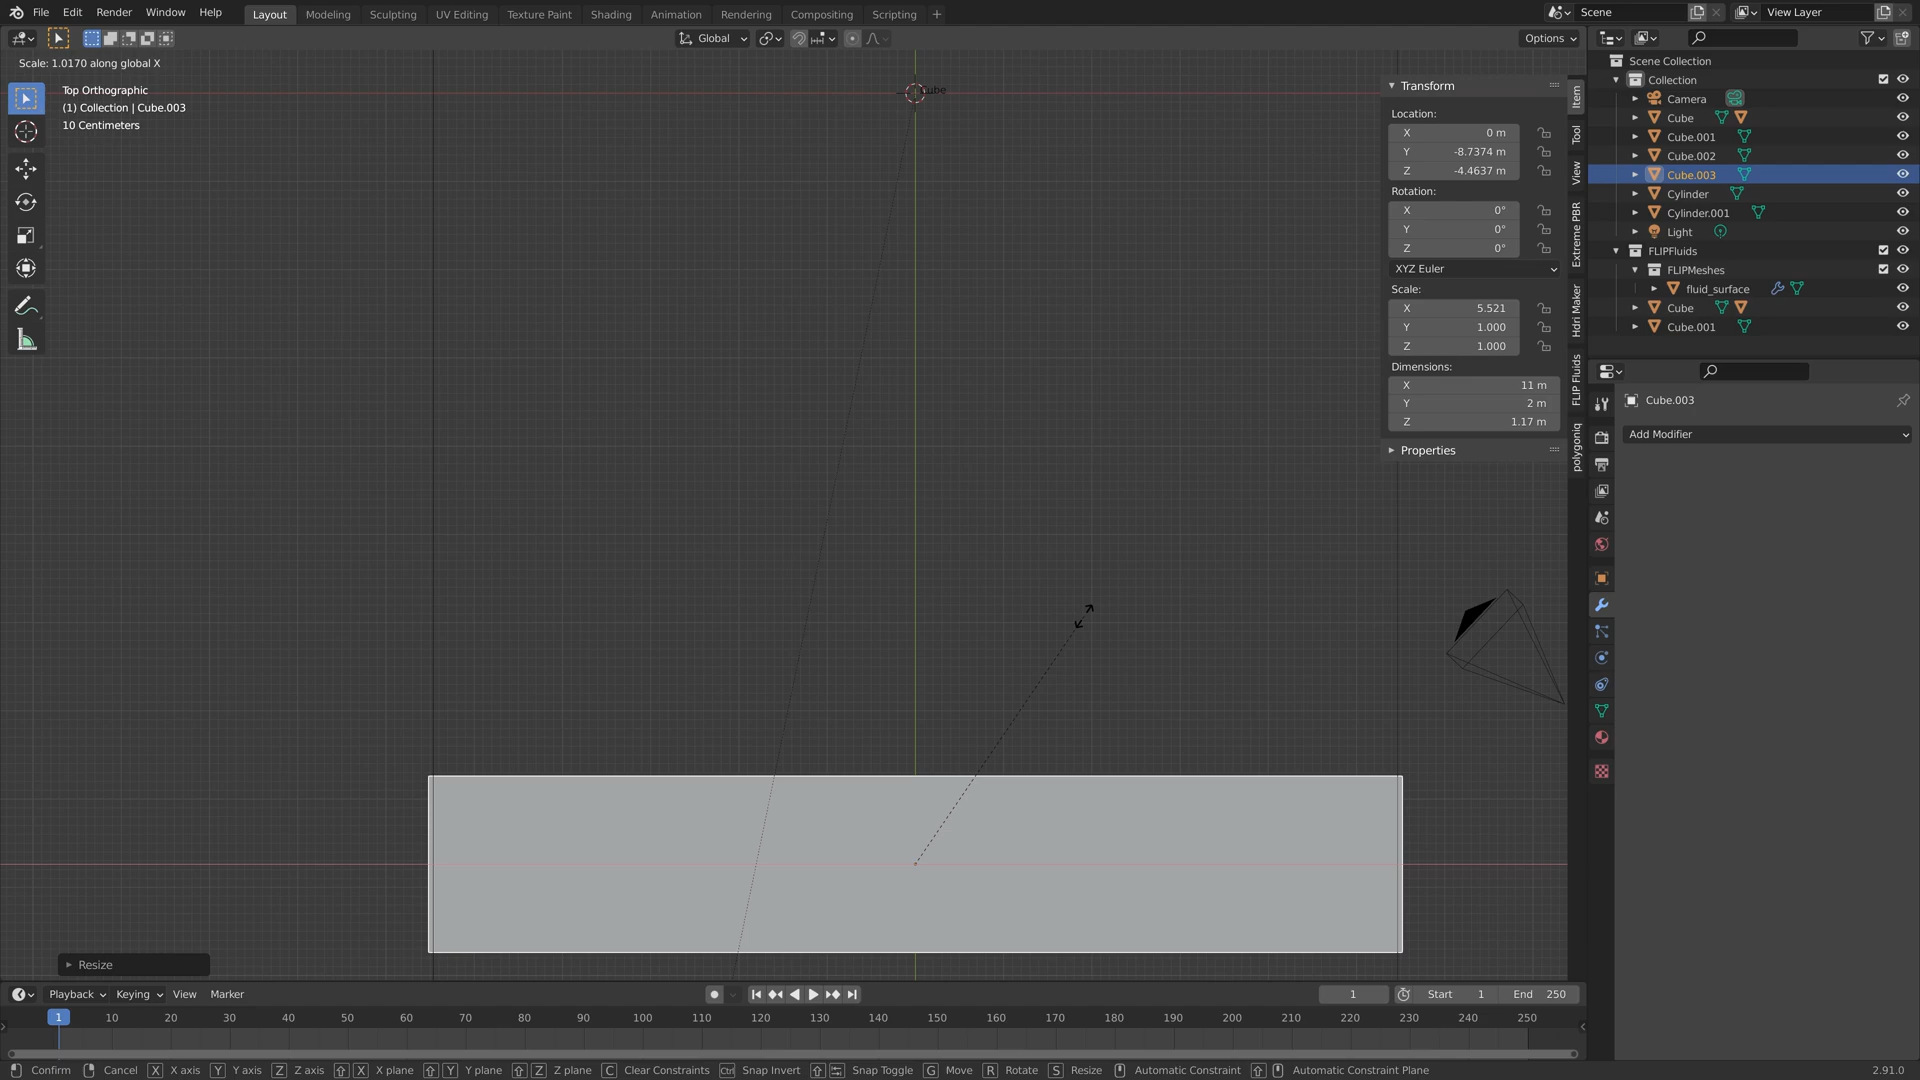 File Edit Render Window Help Layout Modeling Sculpting UV Editing Texture Paint Shading Animation Rendering Compositing Scripting + Scene View Layer
Global Options
Scale: 1.0170 along global X
Top Orthographic
(1) Collection | Cube.003
10 Centimeters
Cube
Transform
Location:
X 0 m
Y -8.7374 m
Z -4.4637 m
Rotation:
X 0°
Y 0°
Z 0°
XYZ Euler
Scale:
X 5.521
Y 1.000
Z 1.000
Dimensions:
X 11 m
Y 2 m
Z 1.17 m
Properties
Item
Tool
View
Extreme PBR
Hdri Maker
FLIP Fluids
polygoniq
Scene Collection
Collection
Camera
Cube
Cube.001
Cube.002
Cube.003
Cylinder
Cylinder.001
Light
FLIPFluids
FLIPMeshes
fluid_surface
Cube
Cube.001
Cube.003
Add Modifier
Resize
Playback Keying View Marker 1 Start 1 End 250
1 10 20 30 40 50 60 70 80 90 100 110 120 130 140 150 160 170 180 190 200 210 220 230 240 250
Confirm Cancel X X axis Y Y axis Z Z axis X X plane Y Y plane Z Z plane C Clear Constraints Ctrl Snap Invert Snap Toggle G Move R Rotate S Resize Automatic Constraint Automatic Constraint Plane 2.91.0